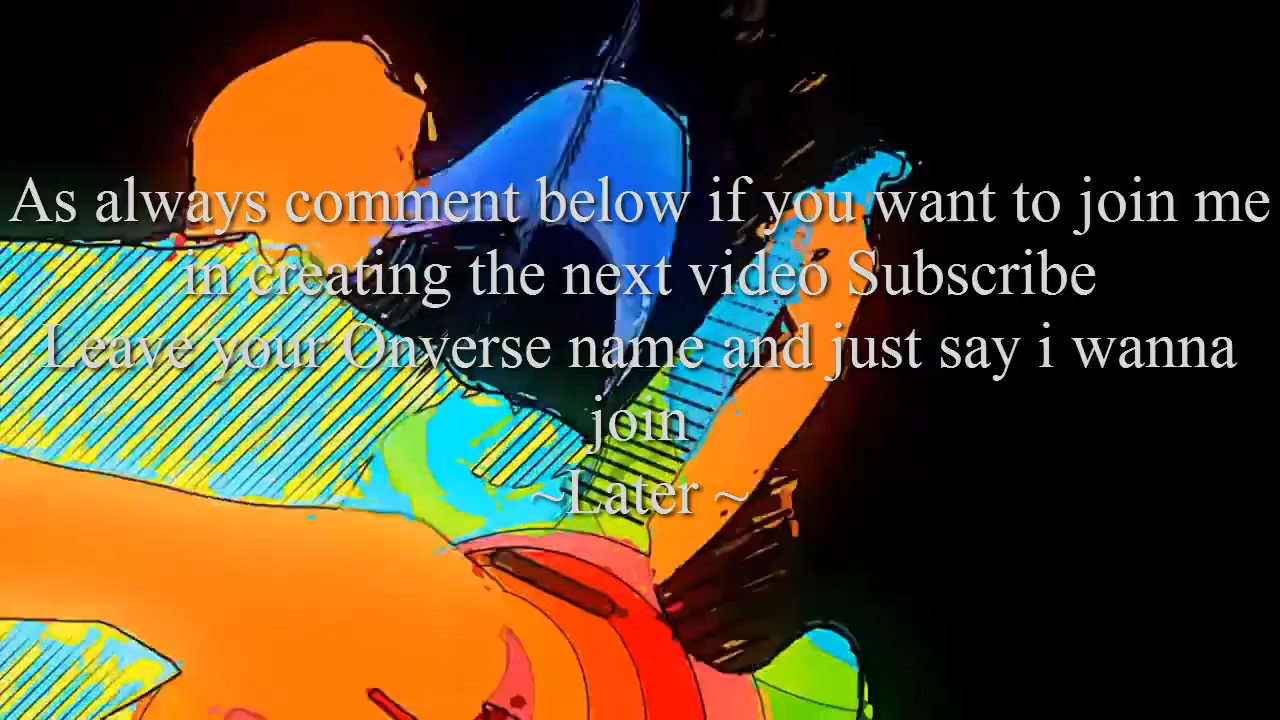 As always comment below if you want to join me
in creating the next video Subscribe
Leave your Onverse name and just say i wanna
join
~Later ~